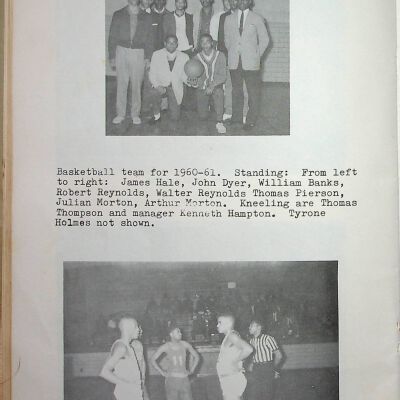 Basketball team for 1960-61. Standing: From left
to right: James Hale, John Dyer, William Banks,
Robert Reynolds, Walter Reynolds Thomas Pierson,
Julian Morton, Arthur Morton. Kneeling are Thomas
Thompson and manager Kenneth Hampton. Tyrone
Holmes not shown.
11